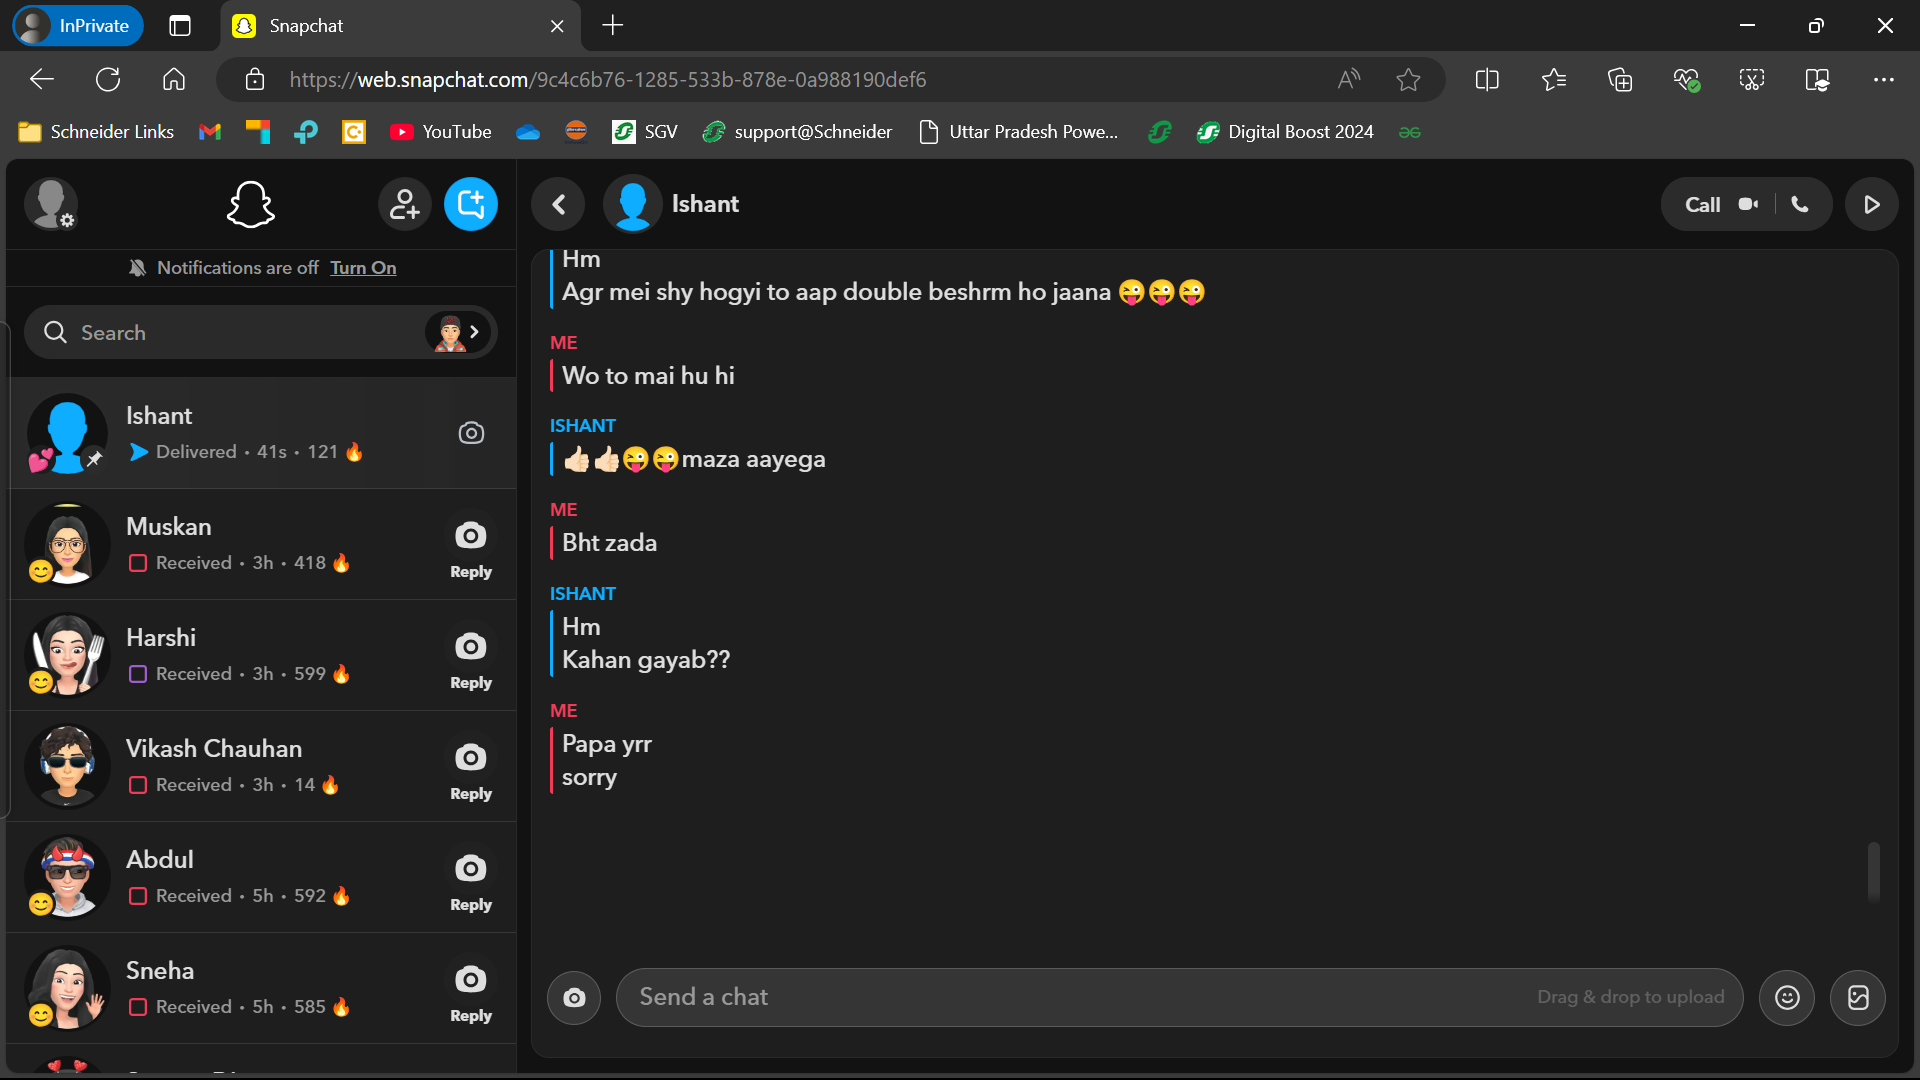 InPrivate
Snapchat
https://web.snapchat.com/9c4c6b76-1285-533b-878e-0a988190def6
Schneider Links
YouTube
SGV
support@Schneider
Uttar Pradesh Powe...
Digital Boost 2024
Notifications are off Turn On
Search
Ishant
Delivered · 41s · 121 🔥
Muskan
Received · 3h · 418 🔥
Reply
Harshi
Received · 3h · 599 🔥
Reply
Vikash Chauhan
Received · 3h · 14 🔥
Reply
Abdul
Received · 5h · 592 🔥
Reply
Sneha
Received · 5h · 585 🔥
Reply
Ishant
Call
Hm
Agr mei shy hogyi to aap double beshrm ho jaana 😜😜😜
ME
Wo to mai hu hi
ISHANT
👍🏻👍🏻😜😜maza aayega
ME
Bht zada
ISHANT
Hm
Kahan gayab??
ME
Papa yrr
sorry
Send a chat
Drag & drop to upload